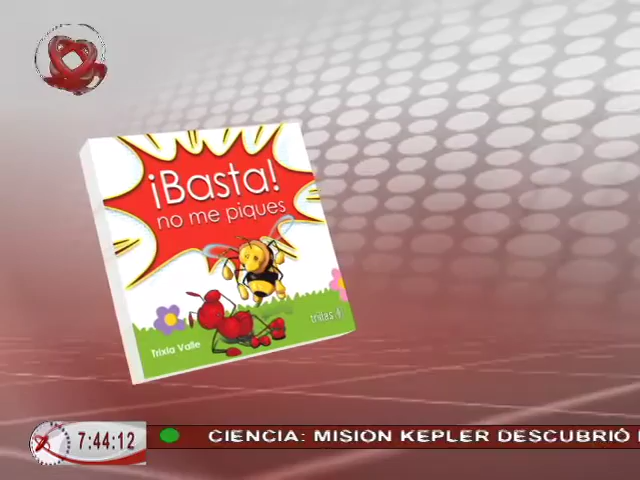 ¡Basta!
no me piques
trillas
Trixia Valle
7:44:12
CIENCIA: MISION KEPLER DESCUBRIÓ